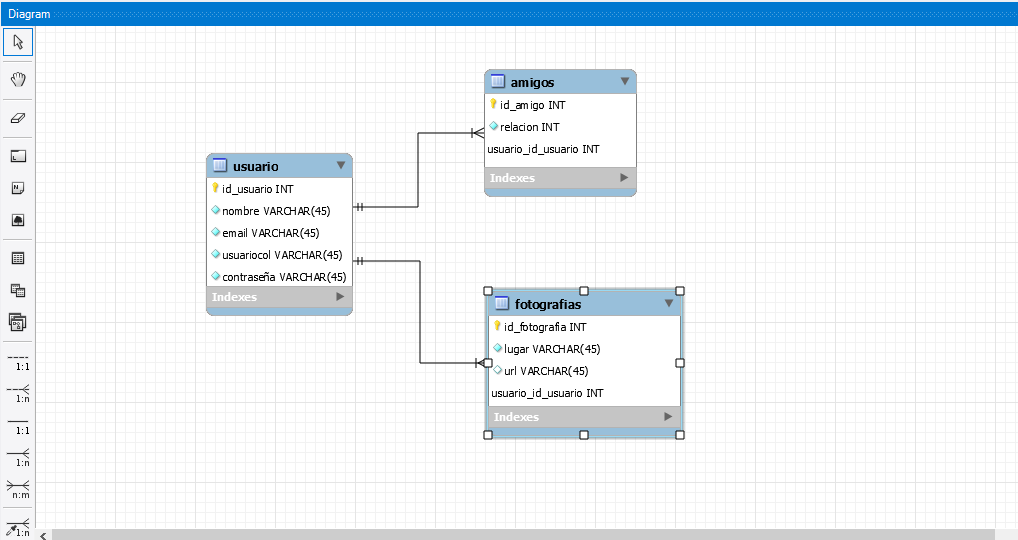 Diagram
amigos
id_amigo INT
relacion INT
usuario_id_usuario INT
Indexes
usuario
id_usuario INT
nombre VARCHAR(45)
email VARCHAR(45)
usuariocol VARCHAR(45)
contraseña VARCHAR(45)
Indexes
fotografias
id_fotografia INT
lugar VARCHAR(45)
url VARCHAR(45)
usuario_id_usuario INT
Indexes
1:1
1:n
1:1
1:n
n:m
1:n